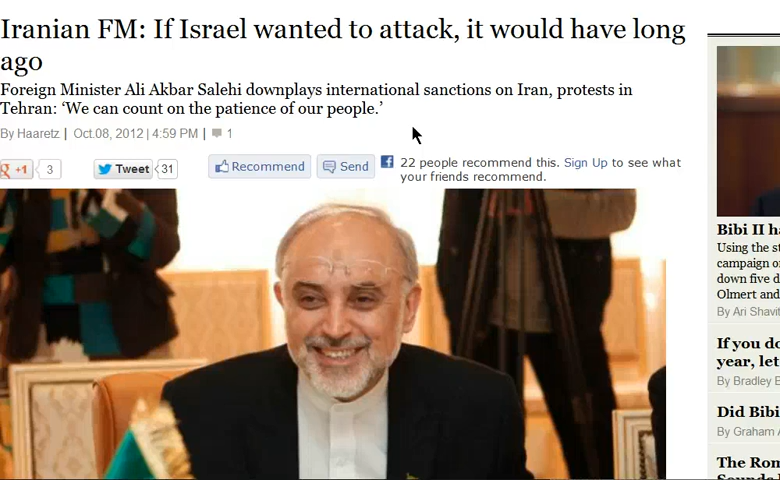 Iranian FM: If Israel wanted to attack, it would have long
ago
Foreign Minister Ali Akbar Salehi downplays international sanctions on Iran, protests in
Tehran: ‘We can count on the patience of our people.’
By Haaretz | Oct.08, 2012 | 4:59 PM | 1
+1 3 Tweet 31 Recommend Send 22 people recommend this. Sign Up to see what
your friends recommend.
Bibi II
Using the
campaign
down five
Olmert and
By Ari Shavit
If you
year, let
By Bradley
Did Bibi
By Graham
The